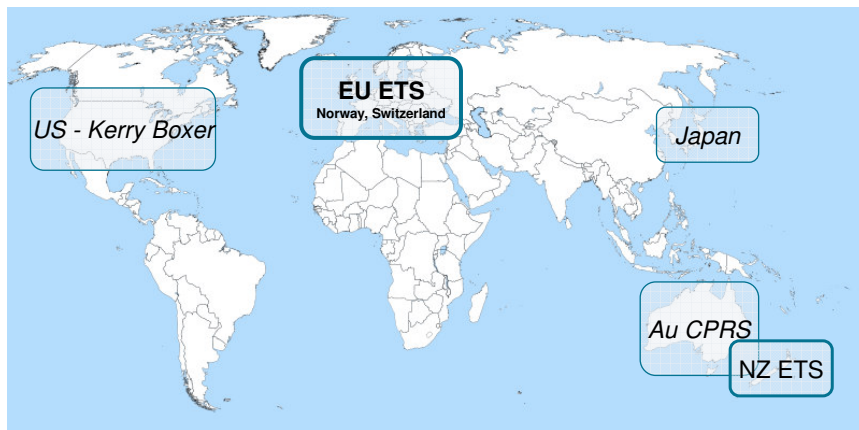 EU ETS
Norway, Switzerland
US - Kerry Boxer
Japan
Au CPRS
NZ ETS